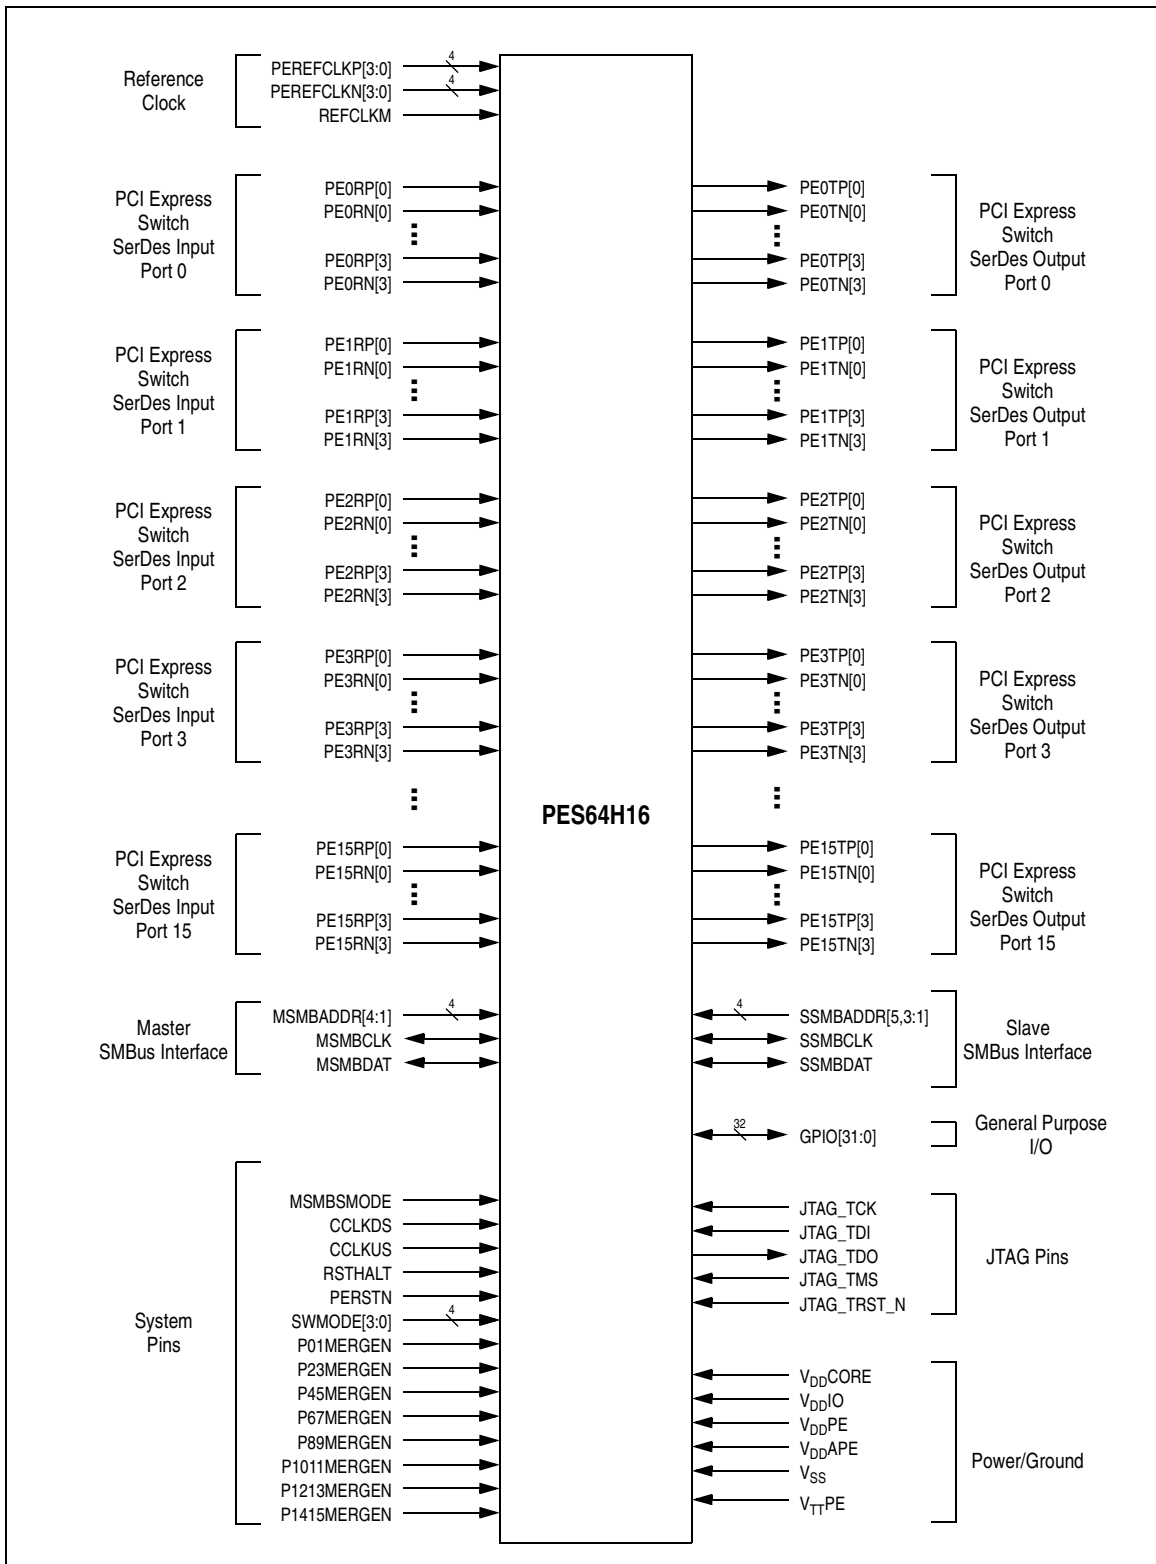 Reference
Clock
PEREFCLKP[3:0]
4
PEREFCLKN[3:0]
4
REFCLKM
PCI Express
Switch
SerDes Input
Port 0
PE0RP[0]
PE0RN[0]
PE0RP[3]
PE0RN[3]
PE0TP[0]
PE0TN[0]
PE0TP[3]
PE0TN[3]
PCI Express
Switch
SerDes Output
Port 0
PCI Express
Switch
SerDes Input
Port 1
PE1RP[0]
PE1RN[0]
PE1RP[3]
PE1RN[3]
PE1TP[0]
PE1TN[0]
PE1TP[3]
PE1TN[3]
PCI Express
Switch
SerDes Output
Port 1
PCI Express
Switch
SerDes Input
Port 2
PE2RP[0]
PE2RN[0]
PE2RP[3]
PE2RN[3]
PE2TP[0]
PE2TN[0]
PE2TP[3]
PE2TN[3]
PCI Express
Switch
SerDes Output
Port 2
PCI Express
Switch
SerDes Input
Port 3
PE3RP[0]
PE3RN[0]
PE3RP[3]
PE3RN[3]
PE3TP[0]
PE3TN[0]
PE3TP[3]
PE3TN[3]
PCI Express
Switch
SerDes Output
Port 3
PES64H16
PCI Express
Switch
SerDes Input
Port 15
PE15RP[0]
PE15RN[0]
PE15RP[3]
PE15RN[3]
PE15TP[0]
PE15TN[0]
PE15TP[3]
PE15TN[3]
PCI Express
Switch
SerDes Output
Port 15
Master
SMBus Interface
MSMBADDR[4:1]
4
MSMBCLK
MSMBDAT
4
SSMBADDR[5,3:1]
SSMBCLK
SSMBDAT
Slave
SMBus Interface
32
GPIO[31:0]
General Purpose
I/O
System
Pins
MSMBSMODE
CCLKDS
CCLKUS
RSTHALT
PERSTN
SWMODE[3:0]
4
P01MERGEN
P23MERGEN
P45MERGEN
P67MERGEN
P89MERGEN
P1011MERGEN
P1213MERGEN
P1415MERGEN
JTAG_TCK
JTAG_TDI
JTAG_TDO
JTAG_TMS
JTAG_TRST_N
JTAG Pins
VDDCORE
VDDIO
VDDPE
VDDAPE
VSS
VTTPE
Power/Ground